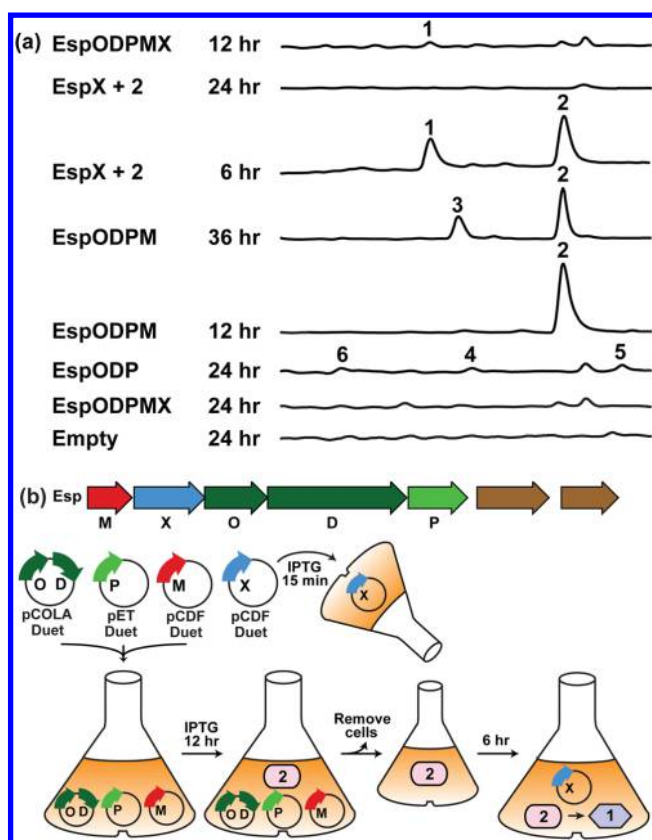 (a)
1
EspODPMX 12 hr
EspX + 2 24 hr
1 2
EspX + 2 6 hr
3 2
EspODPM 36 hr
2
EspODPM 12 hr
6 4 5
EspODP 24 hr
EspODPMX 24 hr
Empty 24 hr
(b) Esp
M X O D P
O D P M X
pCOLA pET pCDF pCDF
Duet Duet Duet Duet
IPTG
15 min
X
IPTG
12 hr
Remove
cells
6 hr
2 2 X
O D P M O D P M 2 1